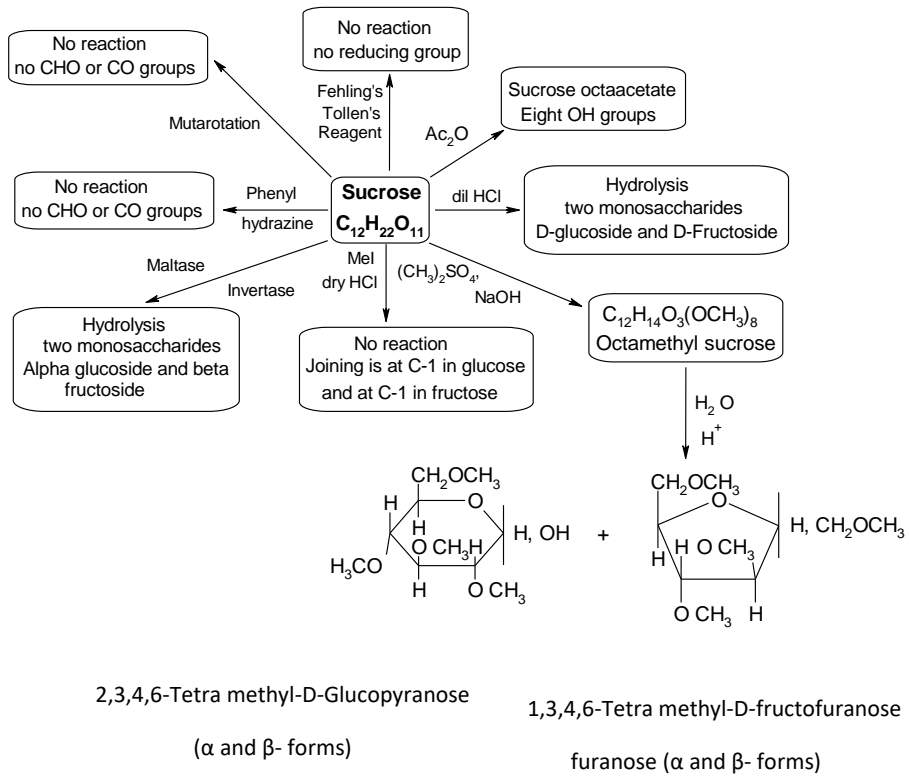 No reaction
no CHO or CO groups
No reaction
no reducing group
Sucrose octaacetate
Eight OH groups
Mutarotation
Fehling's
Tollen's
Reagent
Ac₂O
No reaction
no CHO or CO groups
Phenyl
hydrazine
Sucrose
C₁₂H₂₂O₁₁
dil HCl
Hydrolysis
two monosaccharides
D-glucoside and D-Fructoside
Maltase
Invertase
MeI
dry HCl
(CH₃)₂SO₄,
NaOH
Hydrolysis
two monosaccharides
Alpha glucoside and beta
fructoside
No reaction
Joining is at C-1 in glucose
and at C-1 in fructose
C₁₂H₁₄O₃(OCH₃)₈
Octamethyl sucrose
H₂ O
H⁺
CH₂OCH₃
H
O
H
O CH₃
H
H₃CO
H
O CH₃
H, OH
+
CH₂OCH₃
O
H, CH₂OCH₃
H
H
O CH₃
O CH₃
H
2,3,4,6-Tetra methyl-D-Glucopyranose
(α and β- forms)
1,3,4,6-Tetra methyl-D-fructofuranose
furanose (α and β- forms)